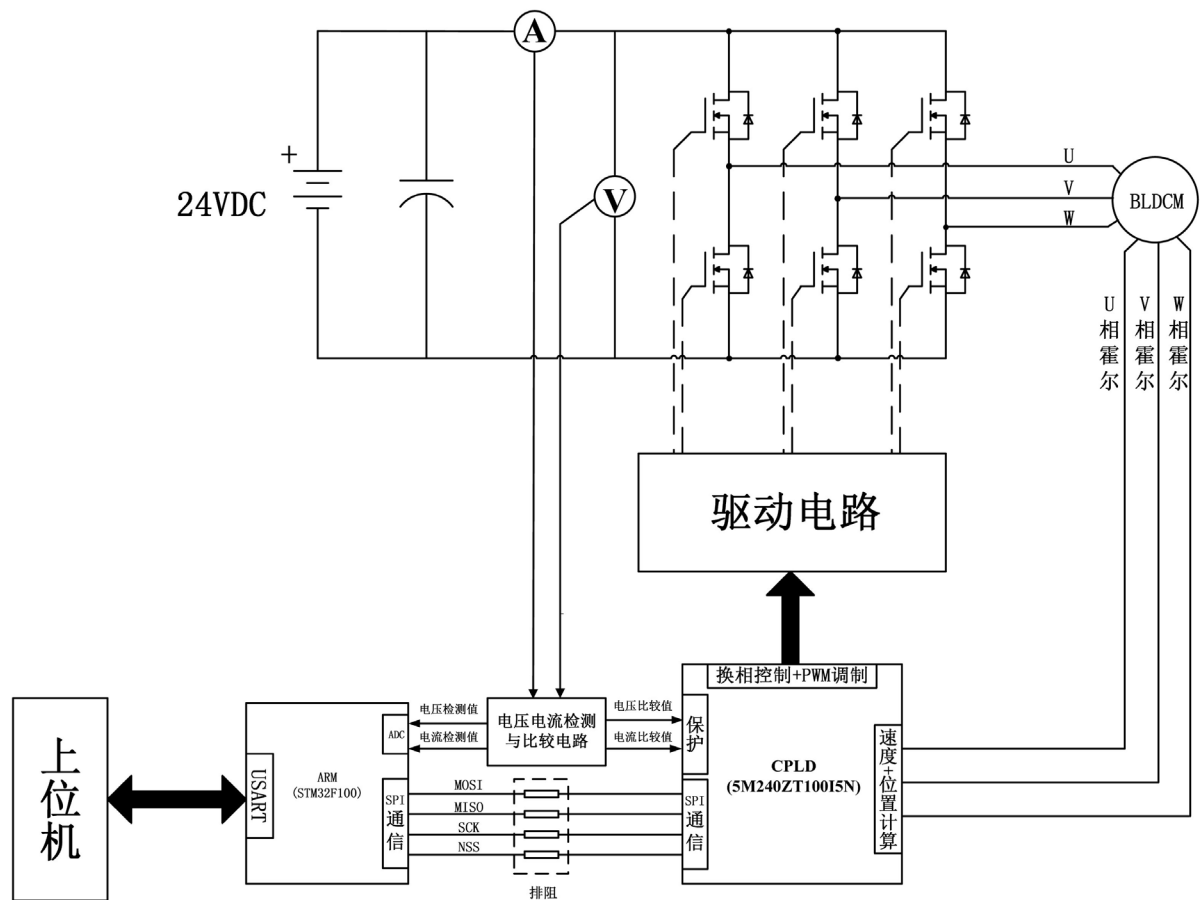 A
+
24VDC
V
U
V
W
BLDCM
U相霍尔
V相霍尔
W相霍尔
驱动电路
换相控制+PWM调制
上位机
USART
ARM
(STM32F100)
ADC
电压检测值
电流检测值
电压电流检测
与比较电路
电压比较值
电流比较值
保护
CPLD
(5M240ZT100I5N)
速度+位置计算
SPI
通信
MOSI
MISO
SCK
NSS
SPI
通信
排阻